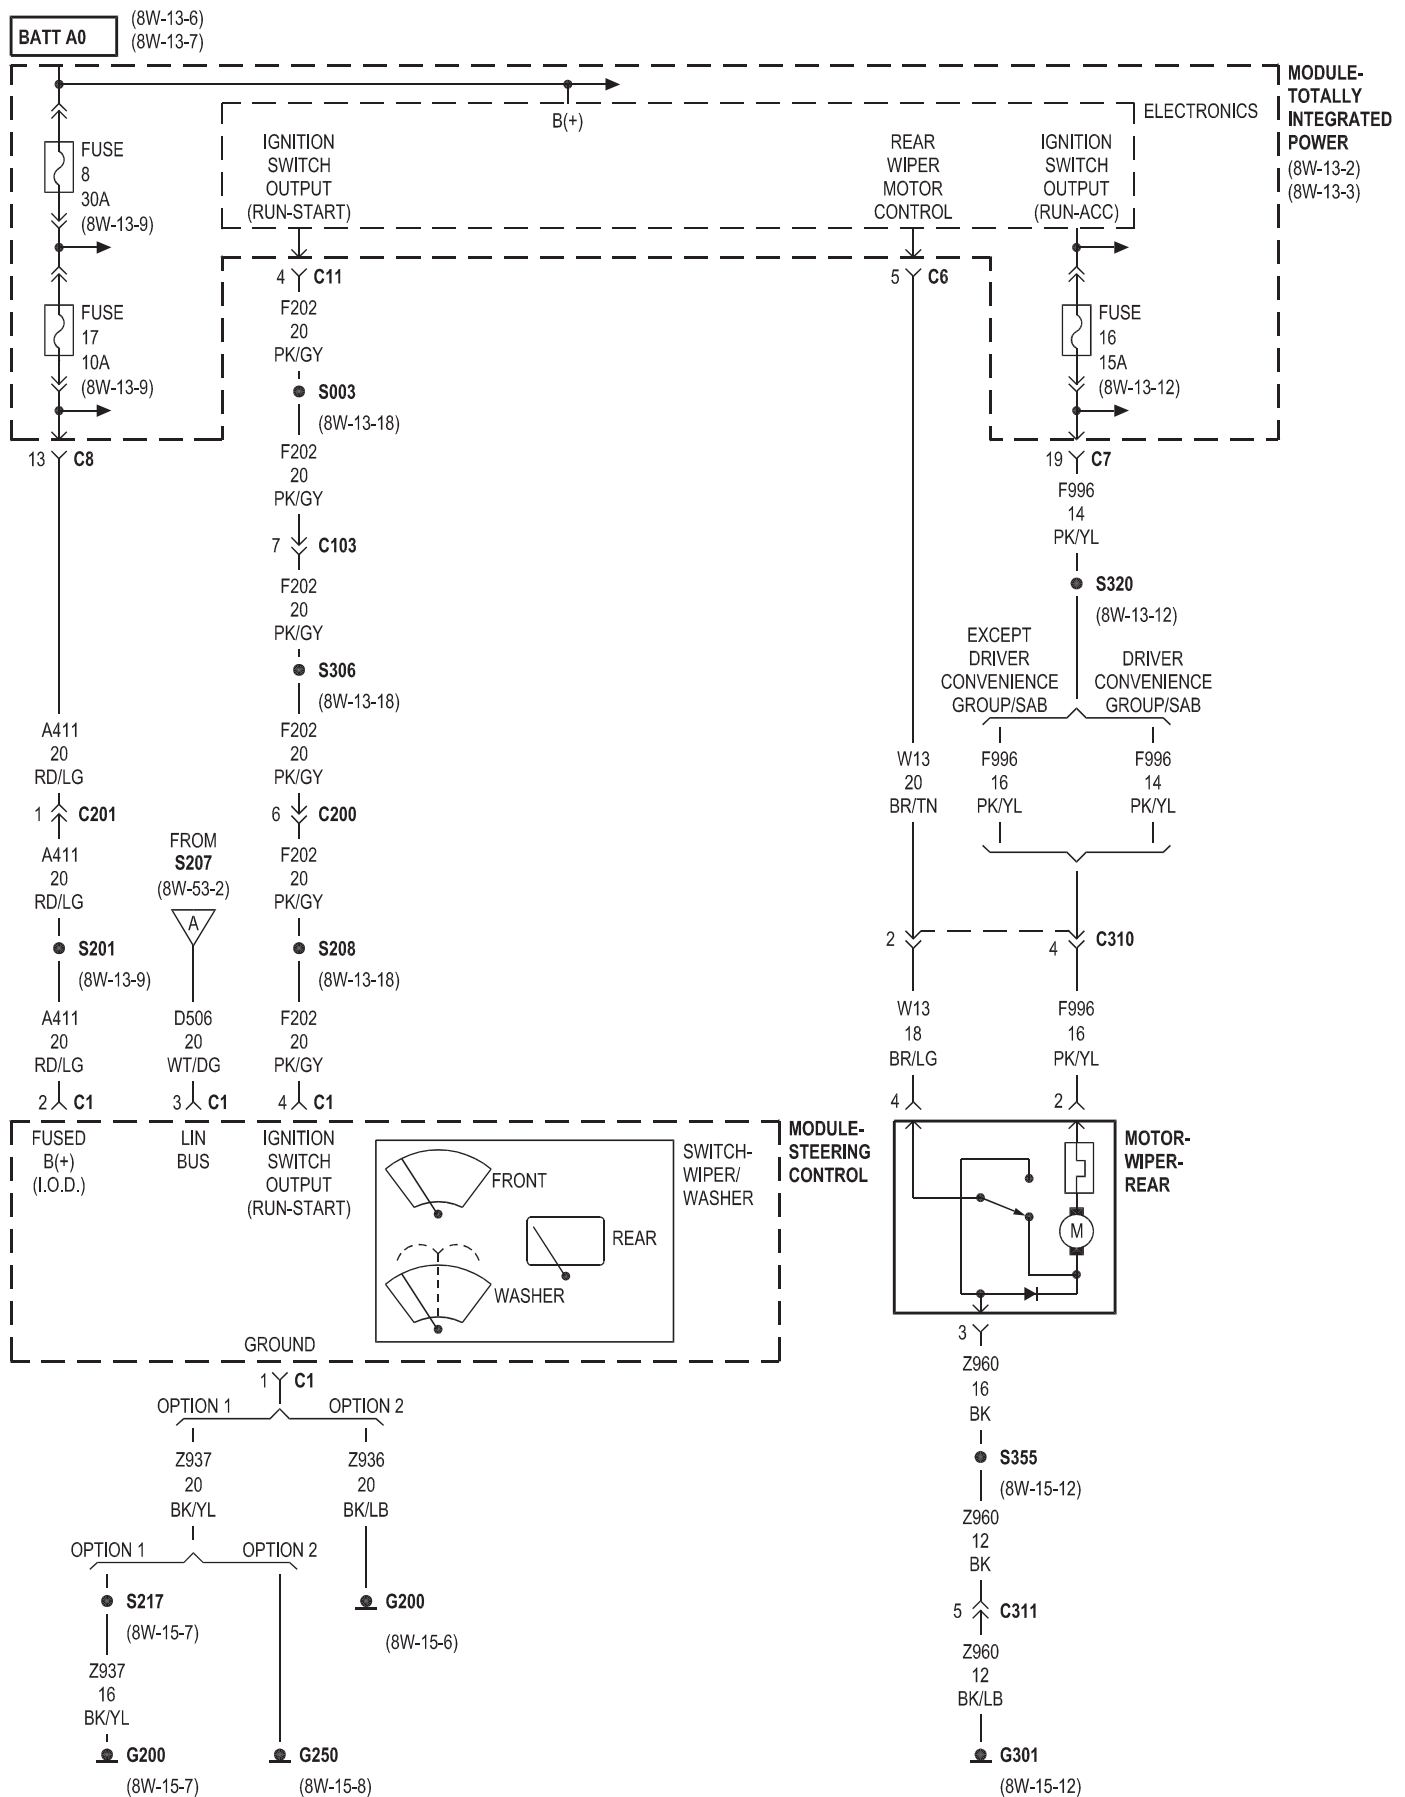 BATT A0
(8W-13-6)
(8W-13-7)
MODULE-
TOTALLY
INTEGRATED
POWER
(8W-13-2)
(8W-13-3)
ELECTRONICS
B(+)
FUSE
8
30A
(8W-13-9)
IGNITION
SWITCH
OUTPUT
(RUN-START)
REAR
WIPER
MOTOR
CONTROL
IGNITION
SWITCH
OUTPUT
(RUN-ACC)
4 C11
5 C6
FUSE
17
10A
(8W-13-9)
FUSE
16
15A
(8W-13-12)
F202
20
PK/GY
S003
(8W-13-18)
13 C8
19 C7
F202
20
PK/GY
F996
14
PK/YL
7 C103
S320
(8W-13-12)
F202
20
PK/GY
S306
(8W-13-18)
EXCEPT
DRIVER
CONVENIENCE
GROUP/SAB
DRIVER
CONVENIENCE
GROUP/SAB
A411
20
RD/LG
F202
20
PK/GY
W13
20
BR/TN
F996
16
PK/YL
F996
14
PK/YL
1 C201
6 C200
A411
20
RD/LG
FROM
S207
(8W-53-2)
A
F202
20
PK/GY
2
4
C310
S201
(8W-13-9)
S208
(8W-13-18)
A411
20
RD/LG
D506
20
WT/DG
F202
20
PK/GY
W13
18
BR/LG
F996
16
PK/YL
2 C1
3 C1
4 C1
4
2
FUSED
B(+)
(I.O.D.)
LIN
BUS
IGNITION
SWITCH
OUTPUT
(RUN-START)
FRONT
REAR
WASHER
SWITCH-
WIPER/
WASHER
MODULE-
STEERING
CONTROL
M
MOTOR-
WIPER-
REAR
GROUND
1 C1
3
OPTION 1
OPTION 2
Z960
16
BK
Z937
20
BK/YL
Z936
20
BK/LB
S355
(8W-15-12)
Z960
12
BK
OPTION 1
OPTION 2
S217
(8W-15-7)
G200
(8W-15-6)
5 C311
Z937
16
BK/YL
Z960
12
BK/LB
G200
(8W-15-7)
G250
(8W-15-8)
G301
(8W-15-12)